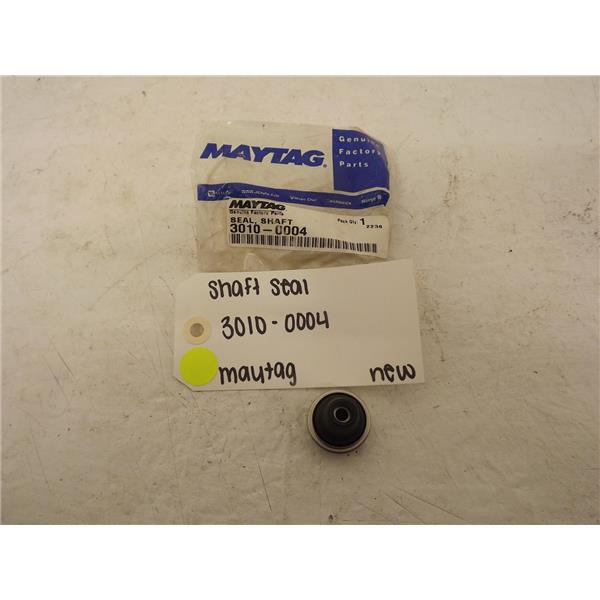 MAYTAG®
Genuine
Factory
Parts
MAYTAG
Genuine Factory Parts
SEAL, SHAFT
Pack Qty 1
3010-0004
2236
shaft seal
3010-0004
maytag new